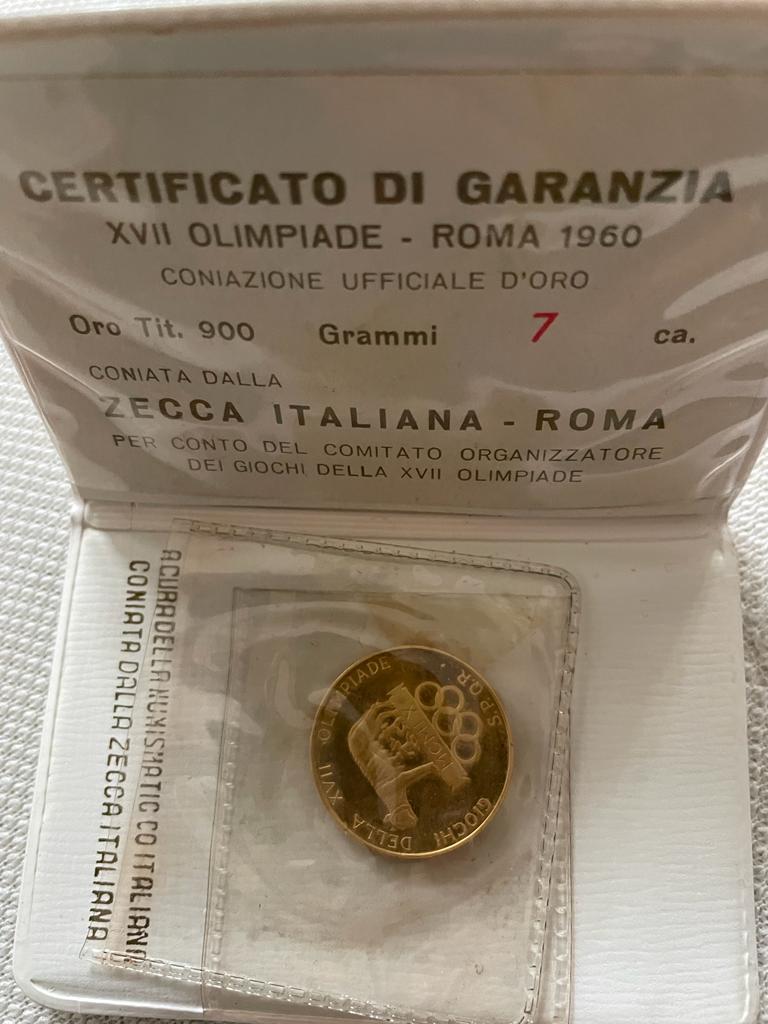 CERTIFICATO DI GARANZIA
XVII OLIMPIADE - ROMA 1960
CONIAZIONE UFFICIALE D'ORO
Oro Tit. 900 Grammi 7 ca.
CONIATA DALLA
ZECCA ITALIANA - ROMA
PER CONTO DEL COMITATO ORGANIZZATORE
DEI GIOCHI DELLA XVII OLIMPIADE
A CURA DELLA NUMISMATIC CO ITALIANA
CONIATA DALLA ZECCA ITALIANA
GIOCHI DELLA XVII OLIMPIADE
S.P.Q.R
MCMLX